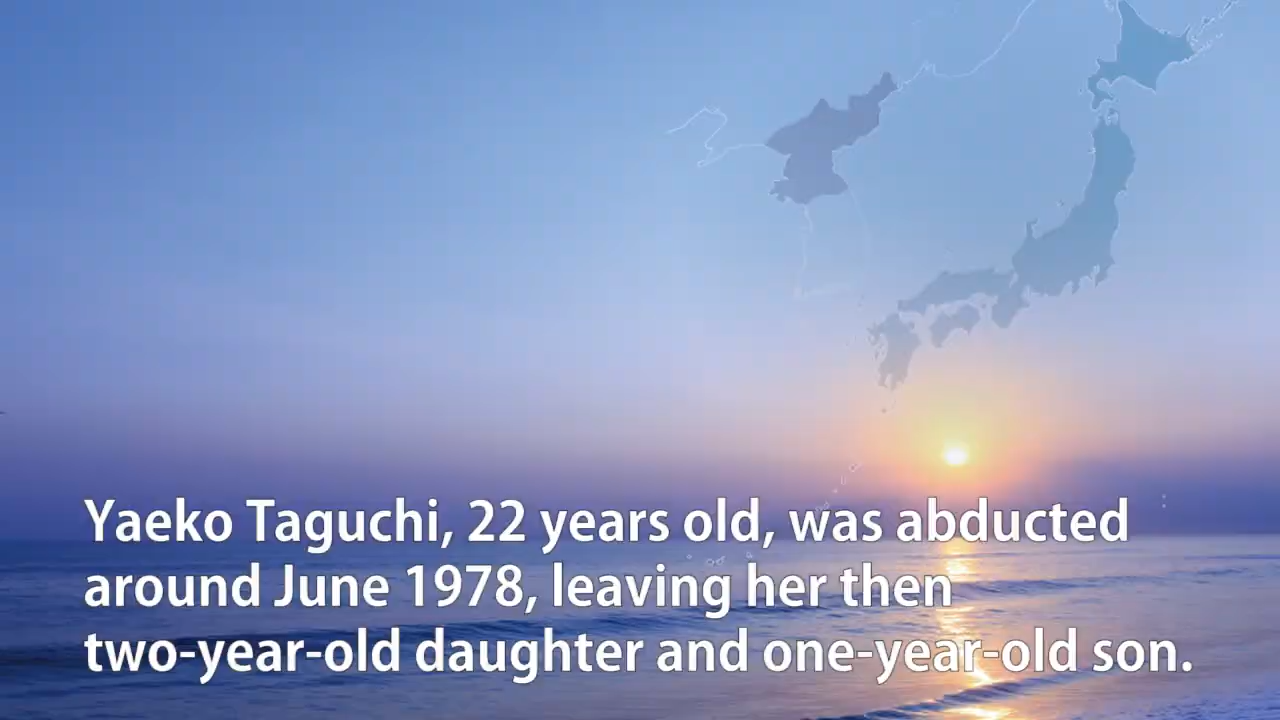 Yaeko Taguchi, 22 years old, was abducted
around June 1978, leaving her then
two-year-old daughter and one-year-old son.